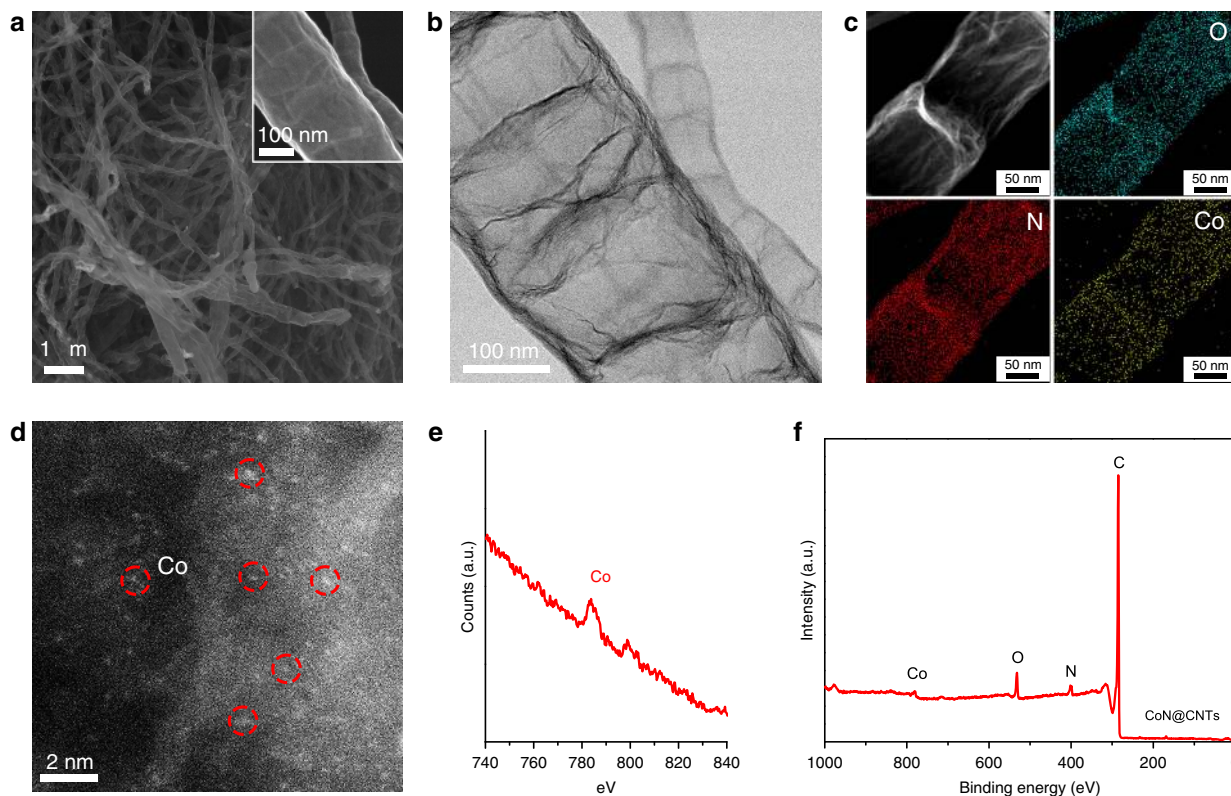 a
100 nm
1 m
b
100 nm
c
O
50 nm
50 nm
N
Co
50 nm
50 nm
d
Co
2 nm
e
Counts (a.u.)
Co
740 760 780 800 820 840
eV
f
Intensity (a.u.)
C
Co
O
N
CoN@CNTs
1000 800 600 400 200
Binding energy (eV)